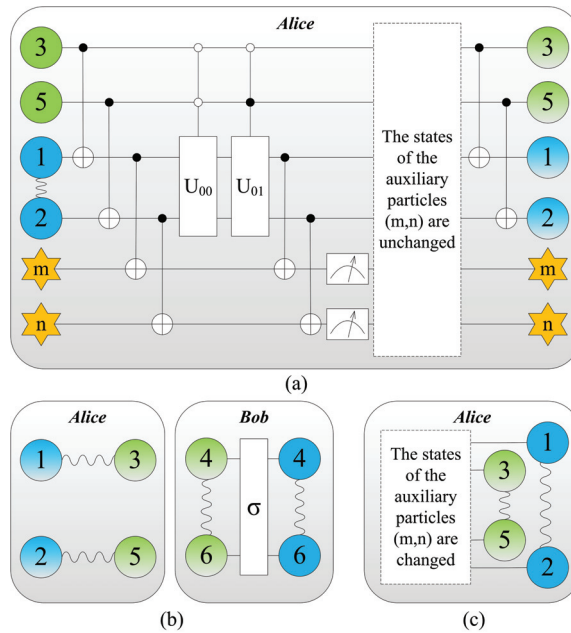 Alice
3
5
1
2
m
n
U00
U01
The states
of the
auxiliary
particles
(m,n) are
unchanged
3
5
1
2
m
n
(a)
Alice
1
3
2
5
(b)
Bob
4
4
σ
6
6
Alice
The states
of the
auxiliary
particles
(m,n) are
changed
1
3
5
2
(c)